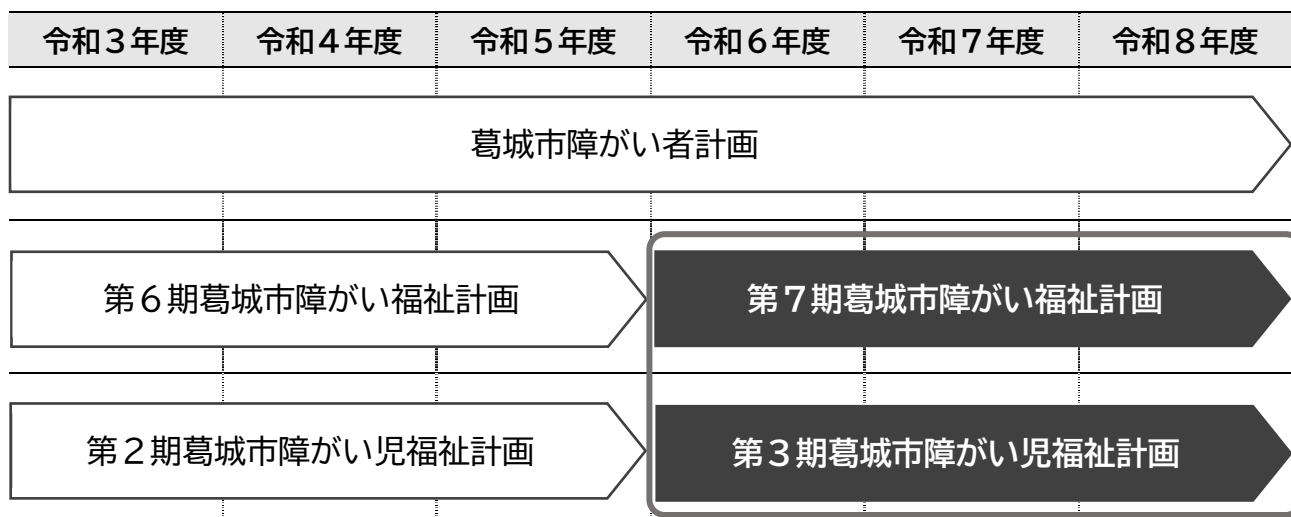 令和３年度 令和４年度 令和５年度 令和６年度 令和７年度 令和８年度
葛城市障がい者計画
第６期葛城市障がい福祉計画 第７期葛城市障がい福祉計画
第２期葛城市障がい児福祉計画 第３期葛城市障がい児福祉計画